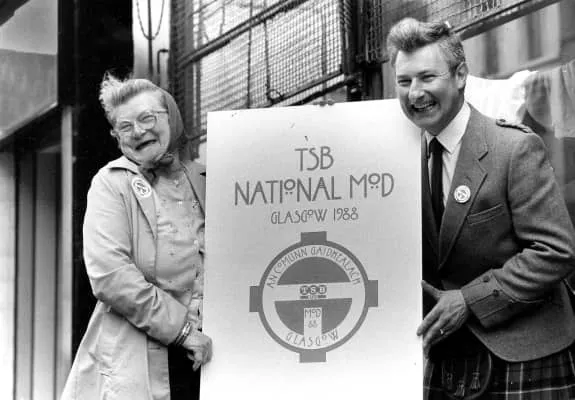 TSB
NATIONAL MOD
GLASGOW 1988
AN COMUNN GAIDHEALACH
TSB
MOD
88
GLASGOW